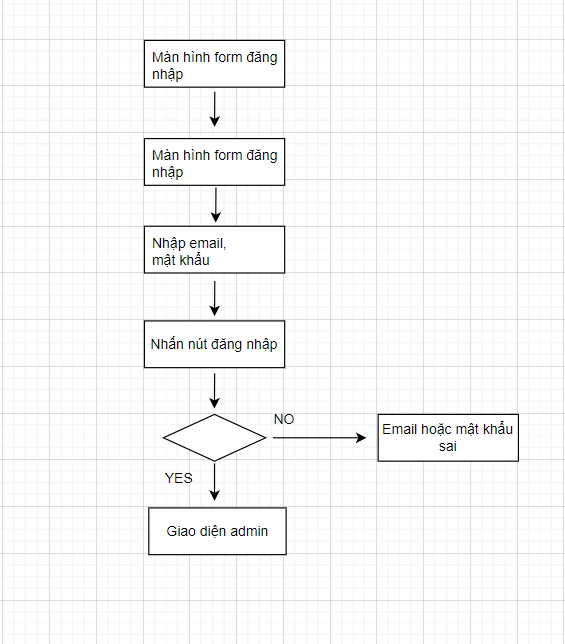 Màn hình form đăng
nhập
Màn hình form đăng
nhập
Nhập email,
mật khẩu
Nhấn nút đăng nhập
NO
Email hoặc mật khẩu
sai
YES
Giao diện admin